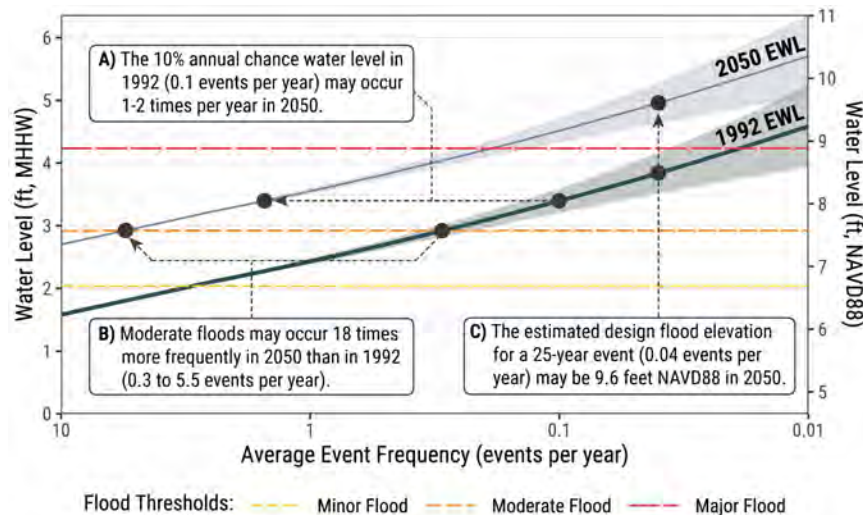 Water Level (ft, MHHW)
6
5
4
3
2
1
0
A) The 10% annual chance water level in
1992 (0.1 events per year) may occur
1-2 times per year in 2050.
2050 EWL
1992 EWL
B) Moderate floods may occur 18 times
more frequently in 2050 than in 1992
(0.3 to 5.5 events per year).
C) The estimated design flood elevation
for a 25-year event (0.04 events per
year) may be 9.6 feet NAVD88 in 2050.
11
10
9
8
7
6
5
Water Level (ft, NAVD88)
10
1
0.1
0.01
Average Event Frequency (events per year)
Flood Thresholds: Minor Flood Moderate Flood Major Flood